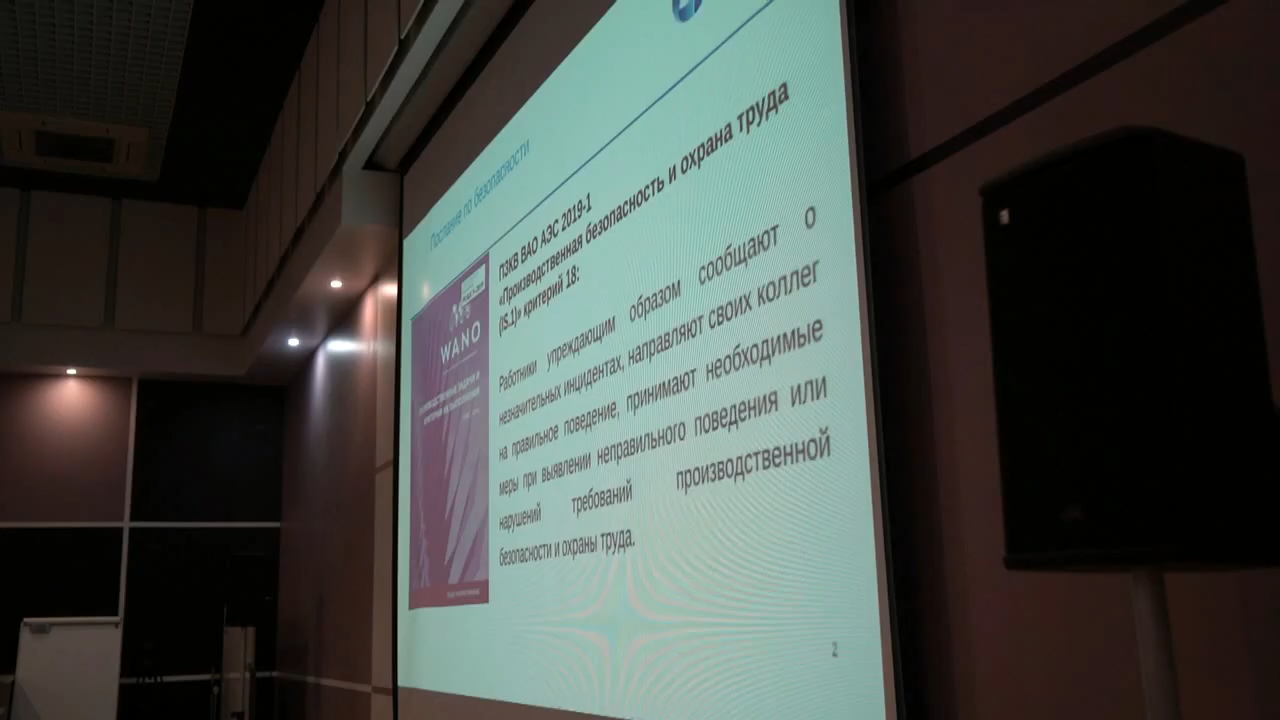 Послание по безопасности
ПЗКВ ВАО АЭС 2019-1
«Производственная безопасность и охрана труда
(IS.1)» критерий 18:
WANO
Работники упреждающим образом сообщают о
незначительных инцидентах, направляют своих коллег
на правильное поведение, принимают необходимые
меры при выявлении неправильного поведения или
нарушений требований производственной
безопасности и охраны труда.
2